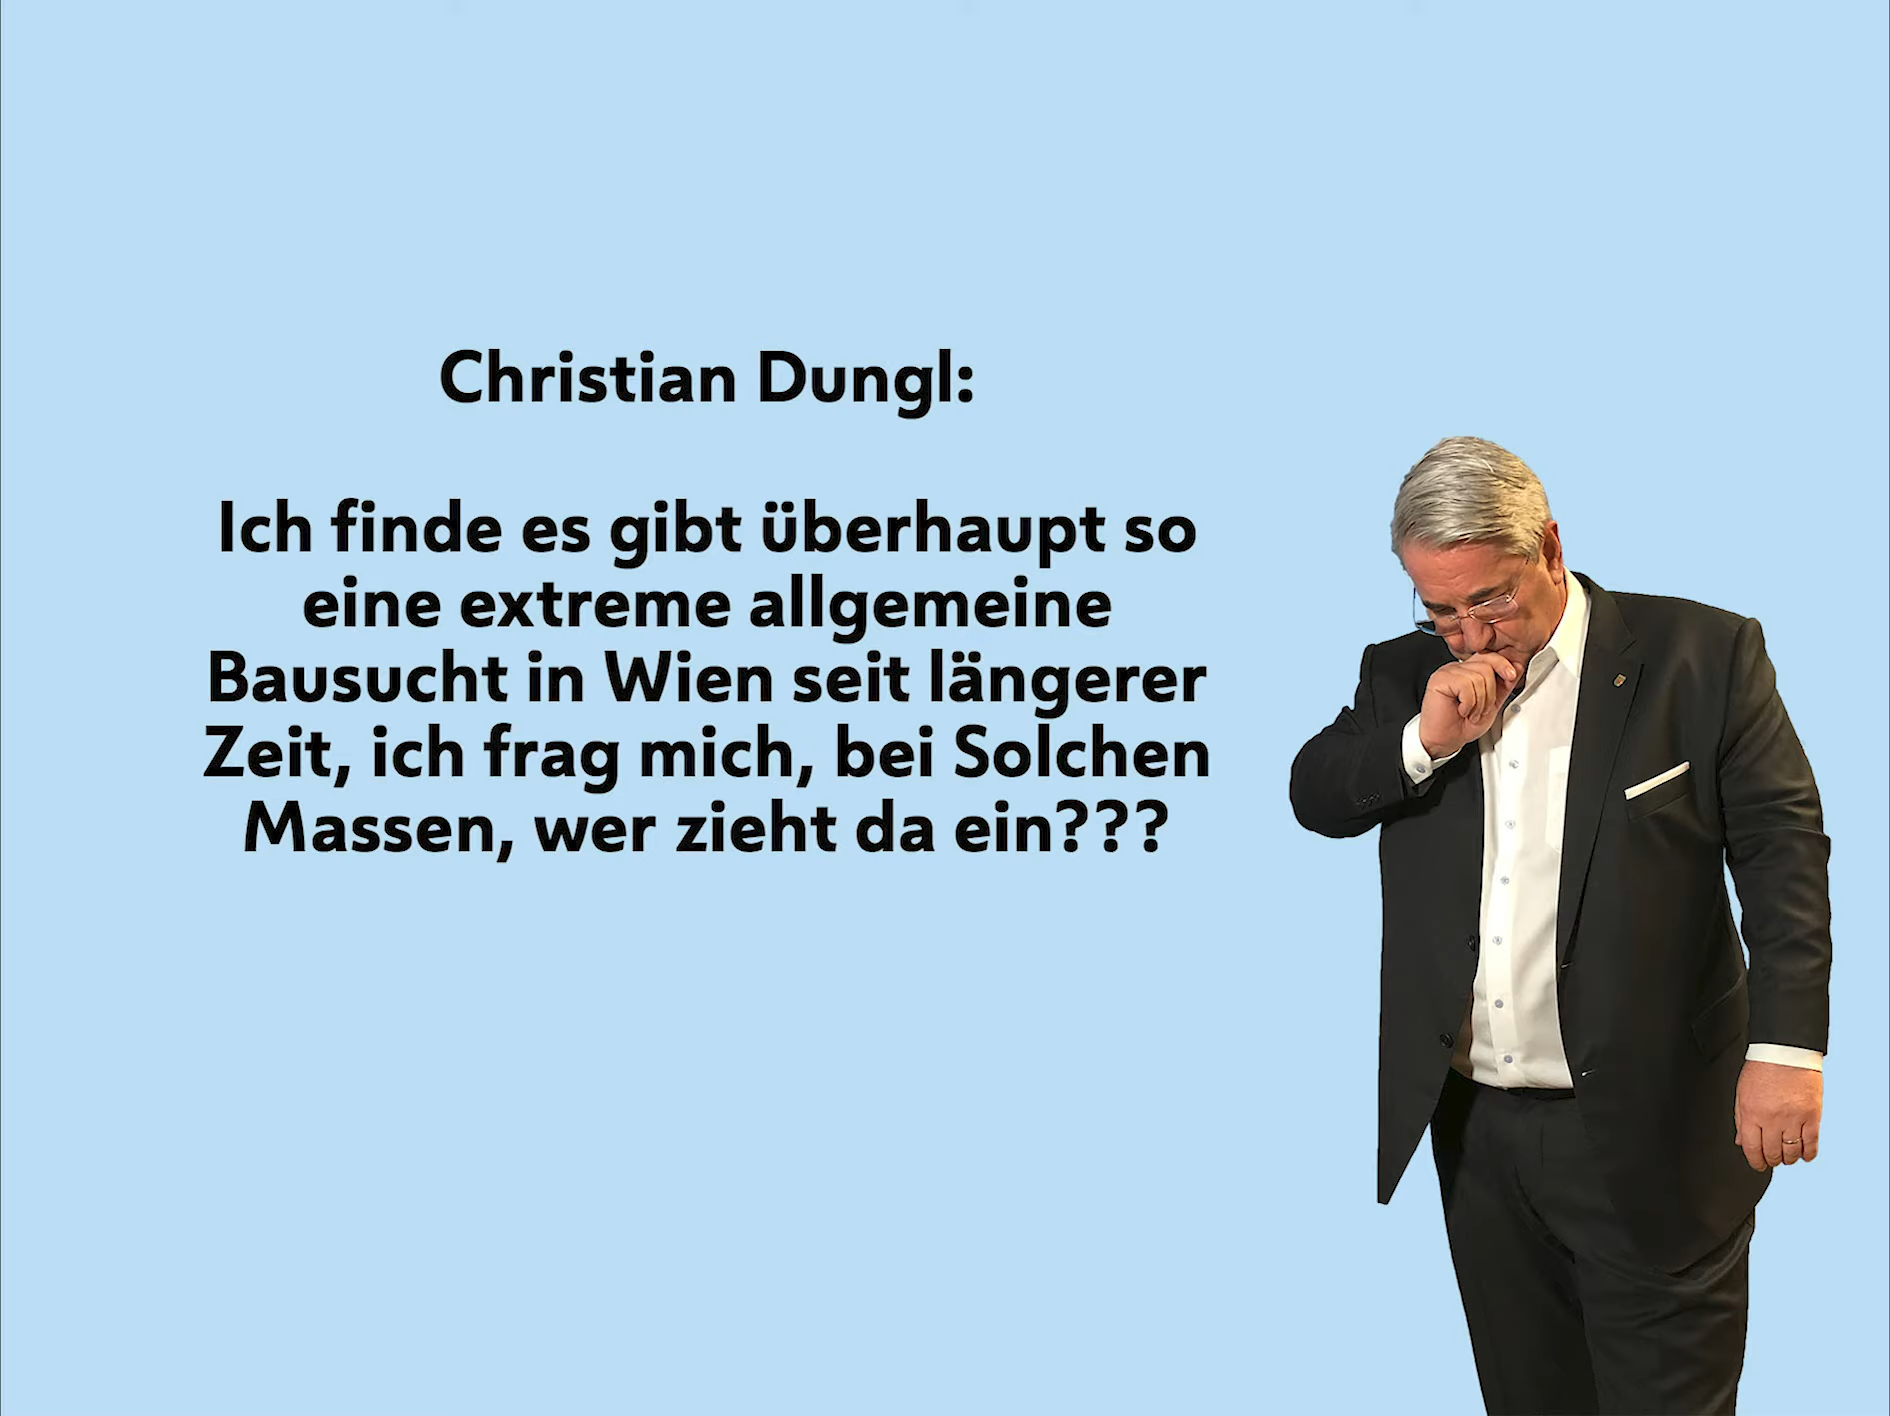 Christian Dungl:
Ich finde es gibt überhaupt so
eine extreme allgemeine
Bausucht in Wien seit längerer
Zeit, ich frag mich, bei Solchen
Massen, wer zieht da ein???